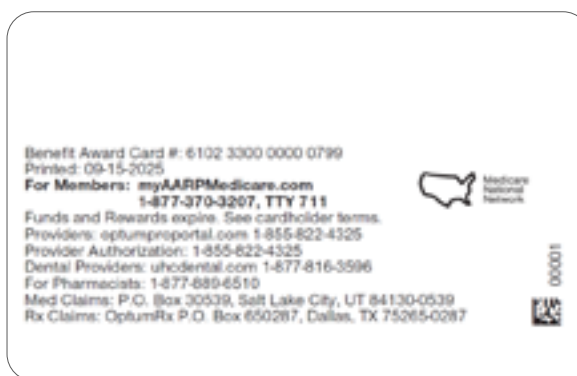 Benefit Award Card #: 6102 3300 0000 0799
Printed: 09-15-2025
For Members: myAARPMedicare.com
1-877-370-3207, TTY 711
Funds and Rewards expire. See cardholder terms.
Providers: optumproportal.com 1-855-822-4325
Provider Authorization: 1-855-822-4325
Dental Providers: uhcdental.com 1-877-816-3596
For Pharmacists: 1-877-889-6510
Med Claims: P.O. Box 30539, Salt Lake City, UT 84130-0539
Rx Claims: OptumRx P.O. Box 650287, Dallas, TX 75265-0287
Medicare
National
Network
00001